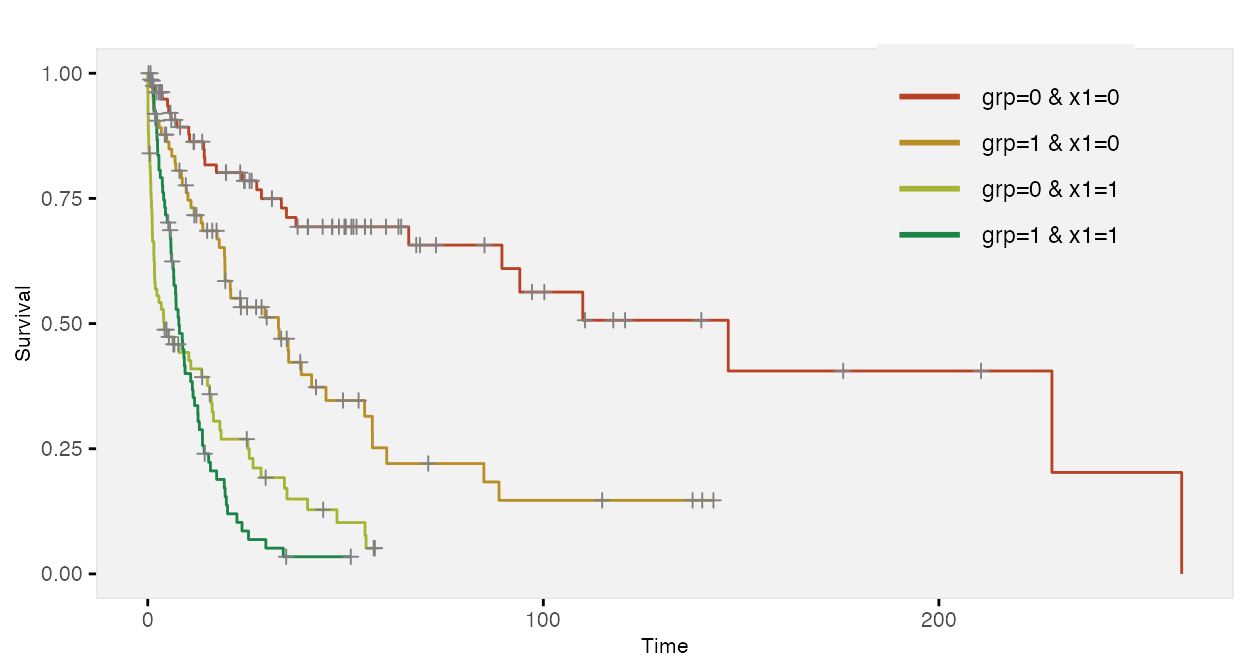 1.00
0.75
0.50
0.25
0.00
Survival
0
100
200
Time
grp=0 & x1=0
grp=1 & x1=0
grp=0 & x1=1
grp=1 & x1=1